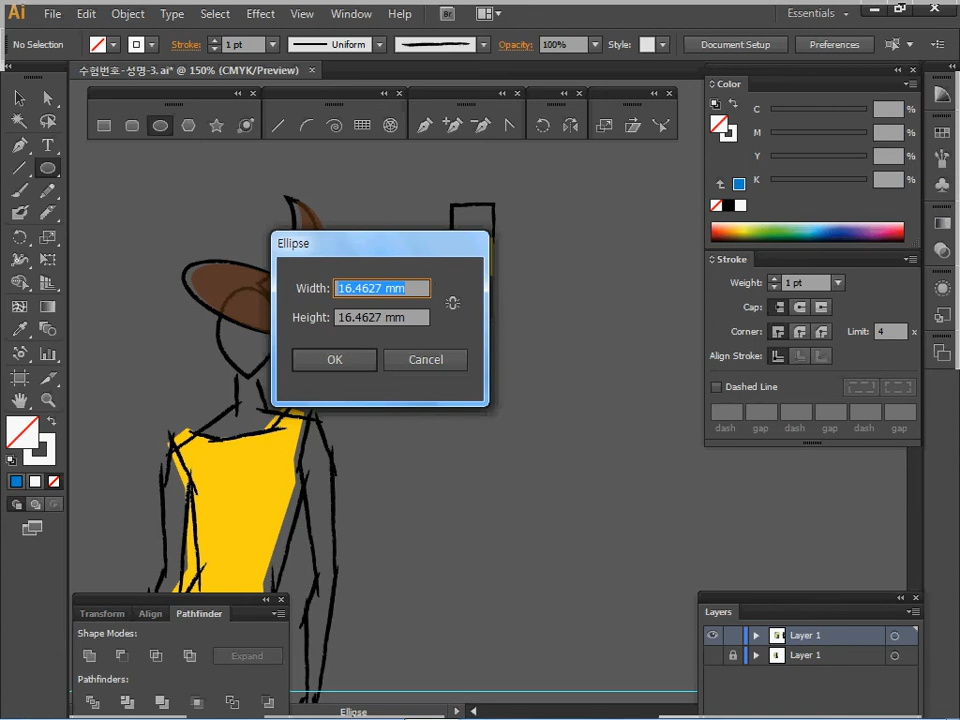 Ai File Edit Object Type Select Effect View Window Help Br Essentials
No Selection Stroke: 1 pt Uniform Opacity: 100% Style: Document Setup Preferences
수험번호-성명-3.ai* @ 150% (CMYK/Preview)
Color
C %
M %
Y %
K %
Stroke
Weight: 1 pt
Cap:
Corner: Limit: 4
Align Stroke:
Dashed Line
dash gap dash gap dash gap
Ellipse
Width: 16.4627 mm
Height: 16.4627 mm
OK Cancel
Transform Align Pathfinder
Shape Modes:
Expand
Pathfinders:
Layers
Layer 1
Layer 1
Ellipse